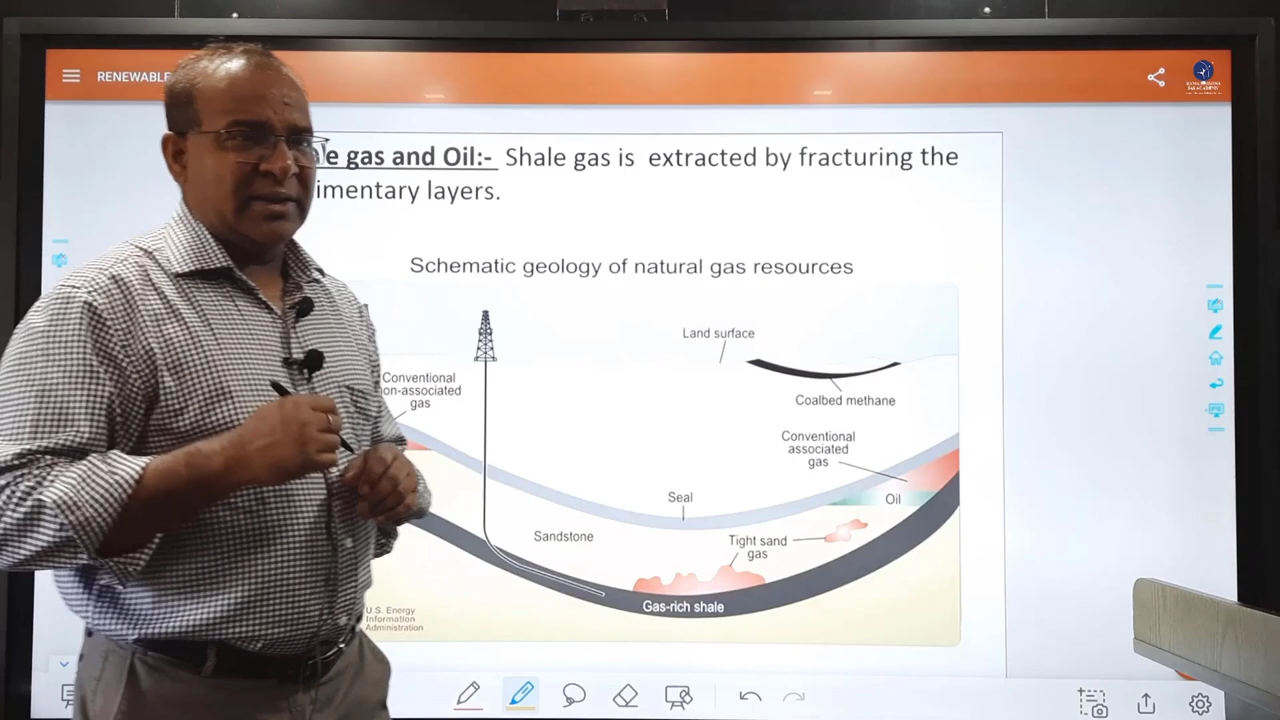 RENEWABLE
e gas and Oil:- Shale gas is extracted by fracturing the
imentary layers.
Schematic geology of natural gas resources
Land surface
Conventional
non-associated
gas
Coalbed methane
Conventional
associated
gas
Seal
Oil
Sandstone
Tight sand
gas
Gas-rich shale
U.S. Energy
Information
Administration